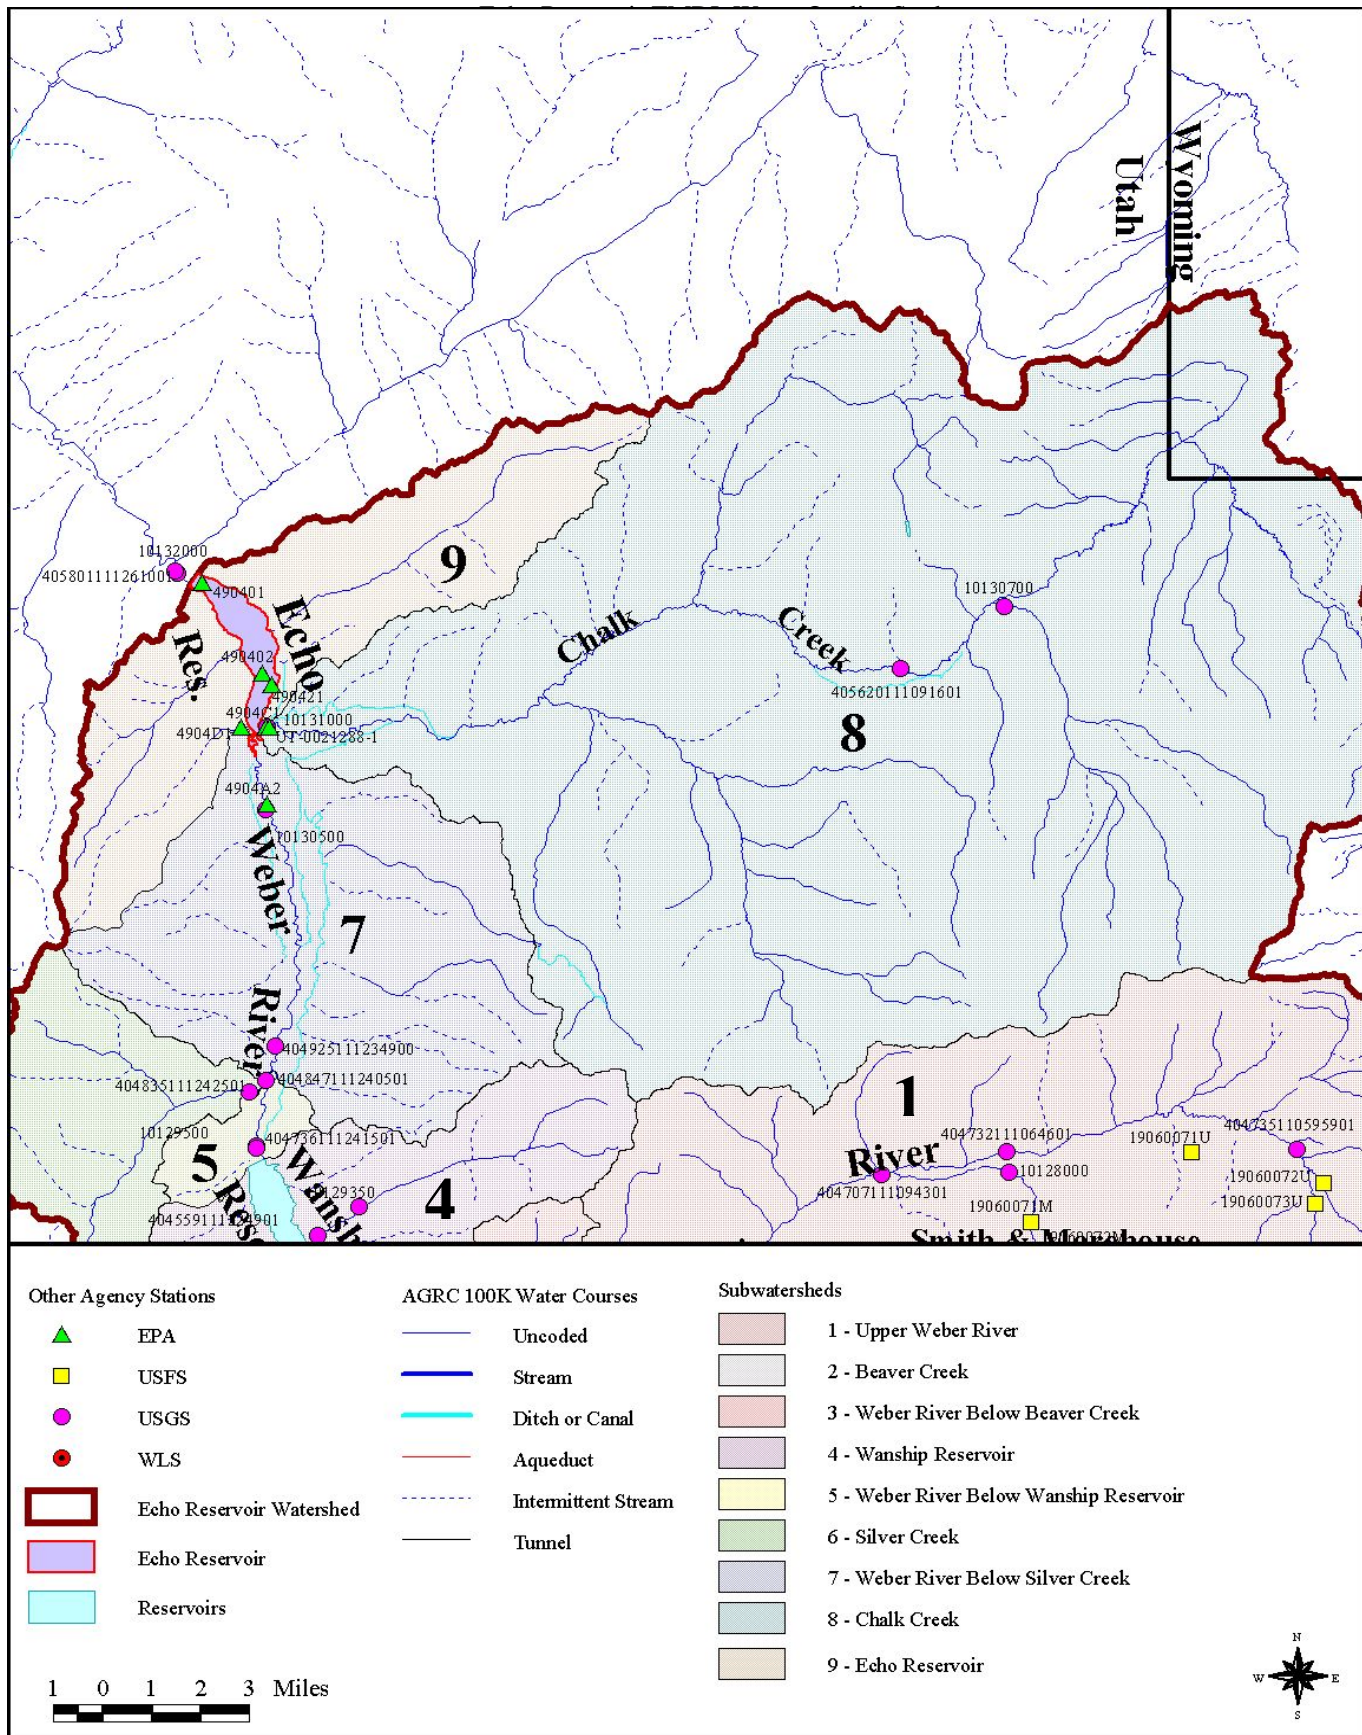 Wyoming
Utah
9
10132000
405801111261001
490401
Echo
Res.
490402
490421
4904C1
10131000
4904D1
UT-0021288-1
Chalk
Creek
10130700
405620111091601
8
4904A2
10130500
Weber
7
River
404925111234900
404847111240501
404835111242501
10129500
404736111241501
5
4
1
River
404732111064601
10128000
404707111094301
19060071U
404735110595901
19060072U
19060073U
19060071M
Smith & Morehouse
Other Agency Stations
EPA
USFS
USGS
WLS
Echo Reservoir Watershed
Echo Reservoir
Reservoirs
AGRC 100K Water Courses
Uncoded
Stream
Ditch or Canal
Aqueduct
Intermittent Stream
Tunnel
Subwatersheds
1 - Upper Weber River
2 - Beaver Creek
3 - Weber River Below Beaver Creek
4 - Wanship Reservoir
5 - Weber River Below Wanship Reservoir
6 - Silver Creek
7 - Weber River Below Silver Creek
8 - Chalk Creek
9 - Echo Reservoir
1 0 1 2 3 Miles
N
W E
S